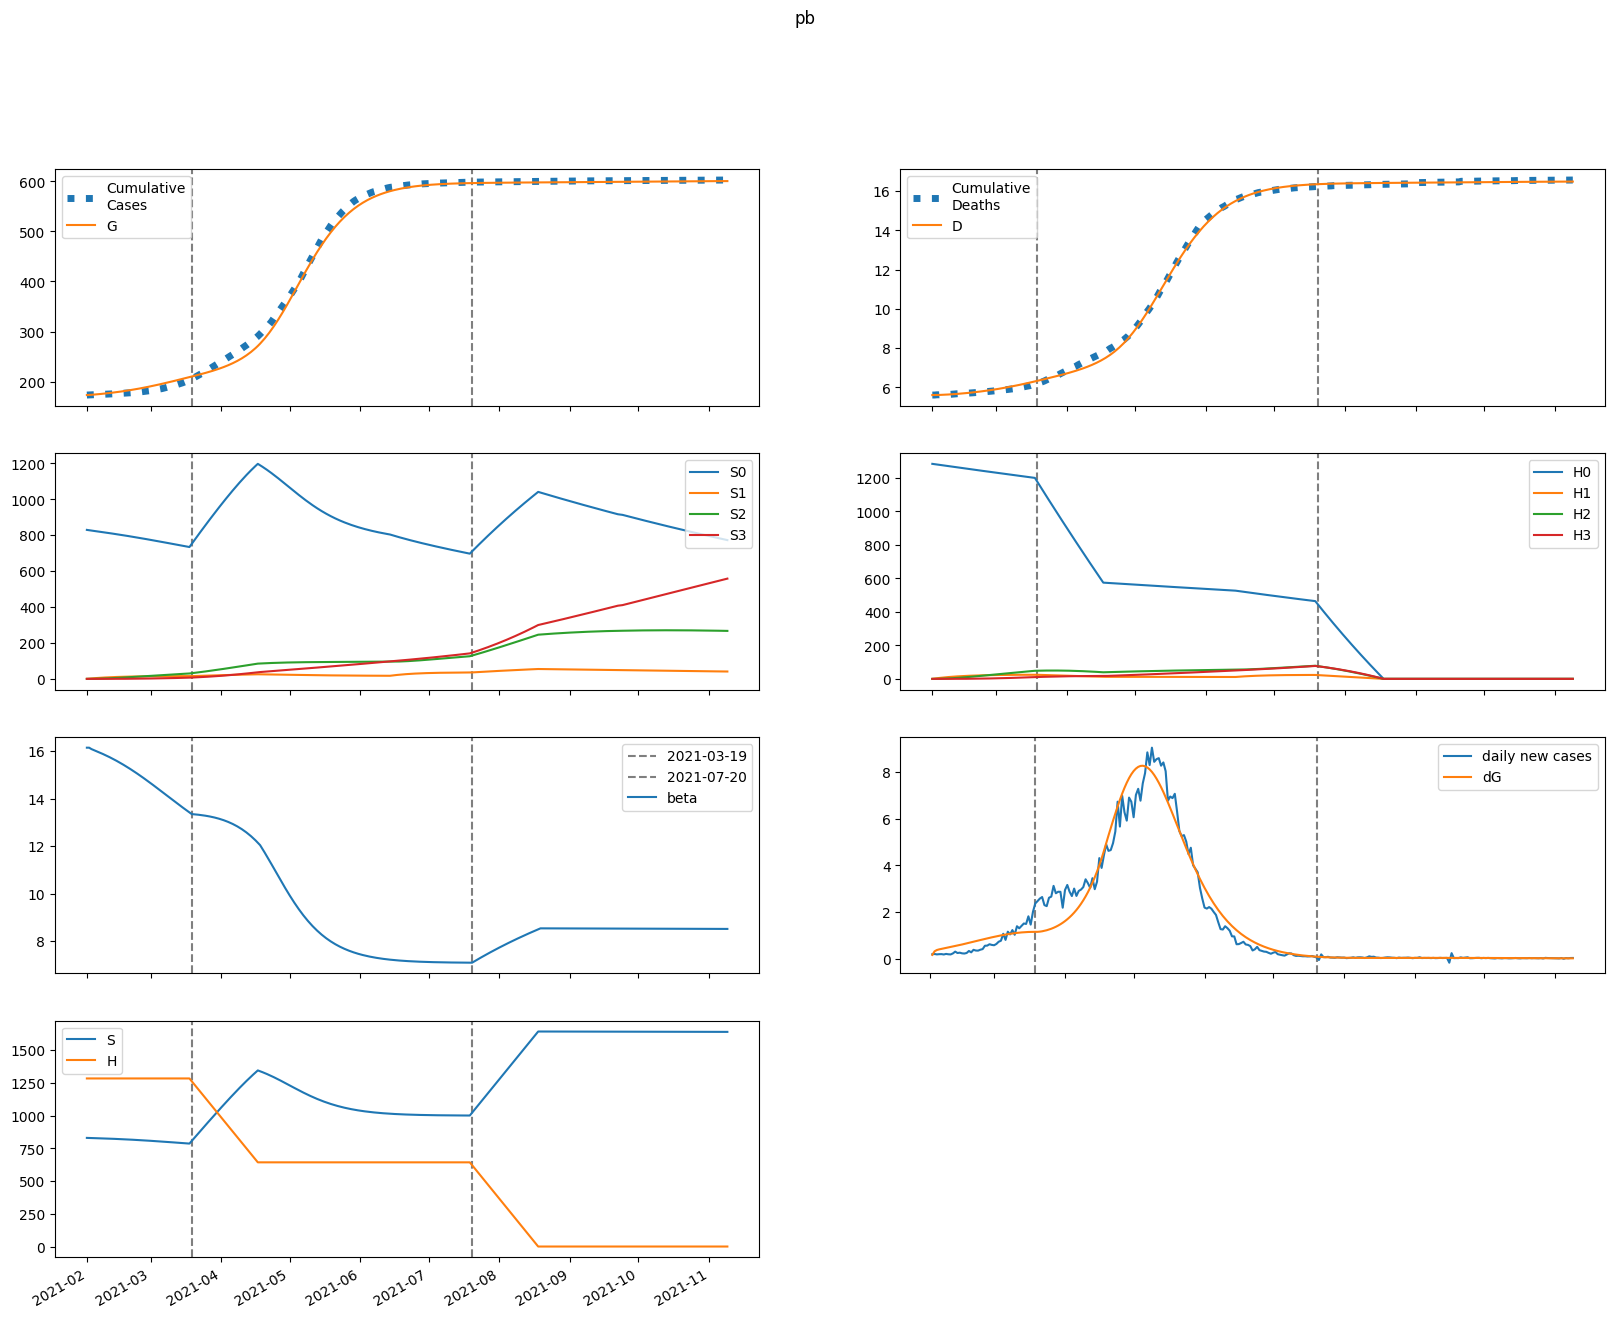 pb
600
500
400
300
200
Cumulative
Cases
G
16
14
12
10
8
6
Cumulative
Deaths
D
1200
1000
800
600
400
200
0
S0
S1
S2
S3
1200
1000
800
600
400
200
0
H0
H1
H2
H3
16
14
12
10
8
2021-03-19
2021-07-20
beta
8
6
4
2
0
daily new cases
dG
1500
1250
1000
750
500
250
0
S
H
2021-02
2021-03
2021-04
2021-05
2021-06
2021-07
2021-08
2021-09
2021-10
2021-11